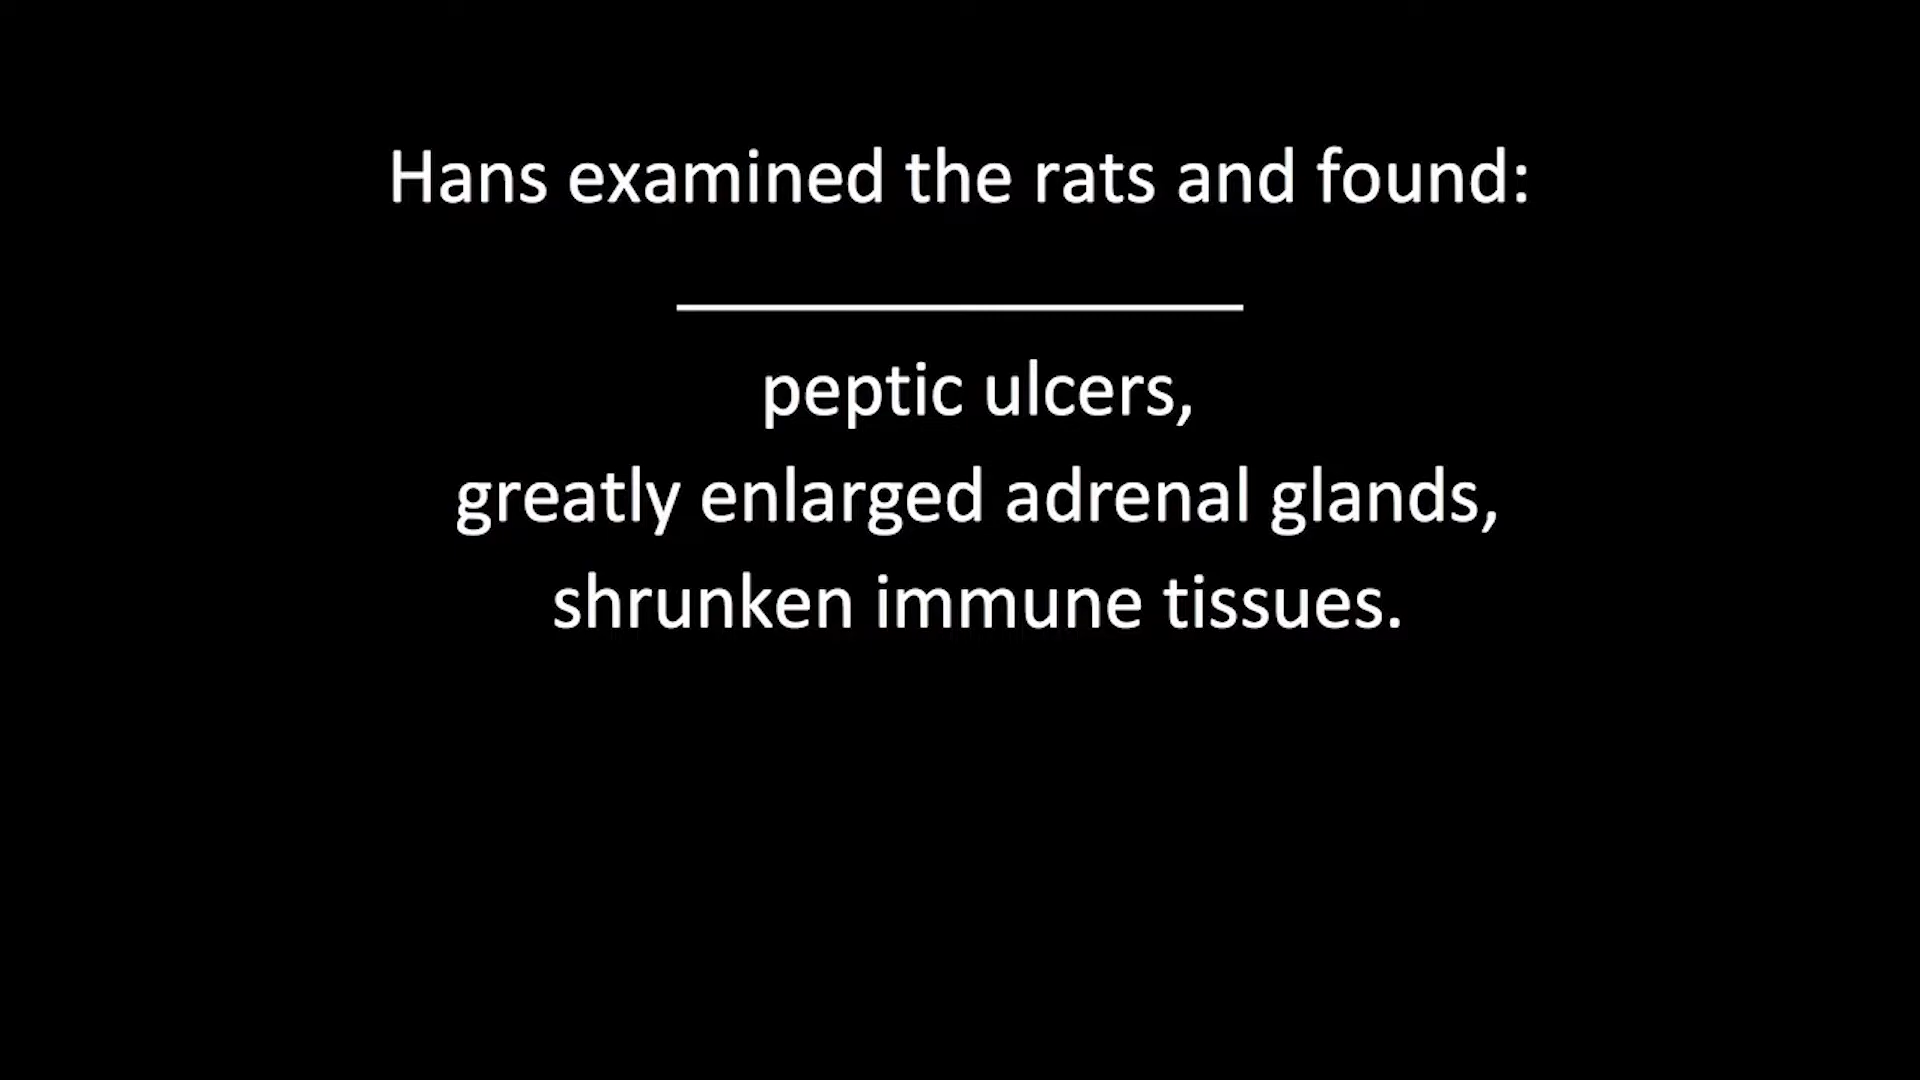 Hans examined the rats and found:
peptic ulcers,
greatly enlarged adrenal glands,
shrunken immune tissues.